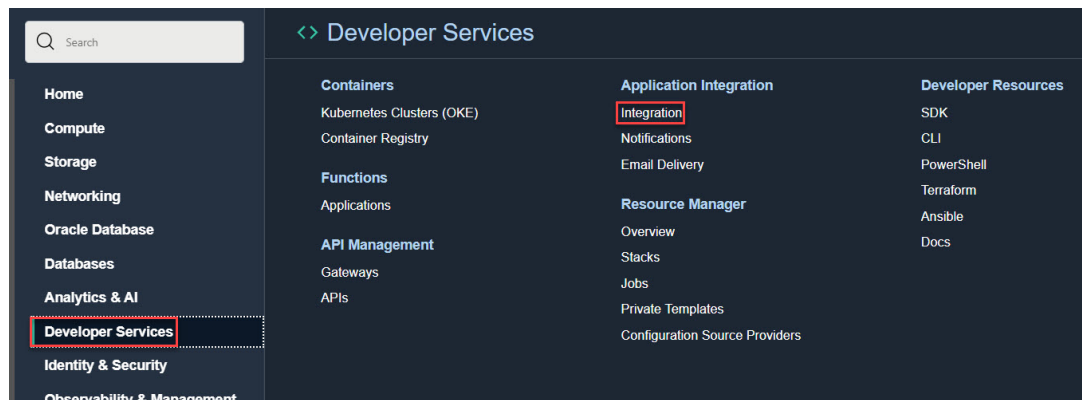 Search
Home
Compute
Storage
Networking
Oracle Database
Databases
Analytics & AI
Developer Services
Identity & Security
Observability & Management
<> Developer Services
Containers
Kubernetes Clusters (OKE)
Container Registry
Functions
Applications
API Management
Gateways
APIs
Application Integration
Integration
Notifications
Email Delivery
Resource Manager
Overview
Stacks
Jobs
Private Templates
Configuration Source Providers
Developer Resources
SDK
CLI
PowerShell
Terraform
Ansible
Docs